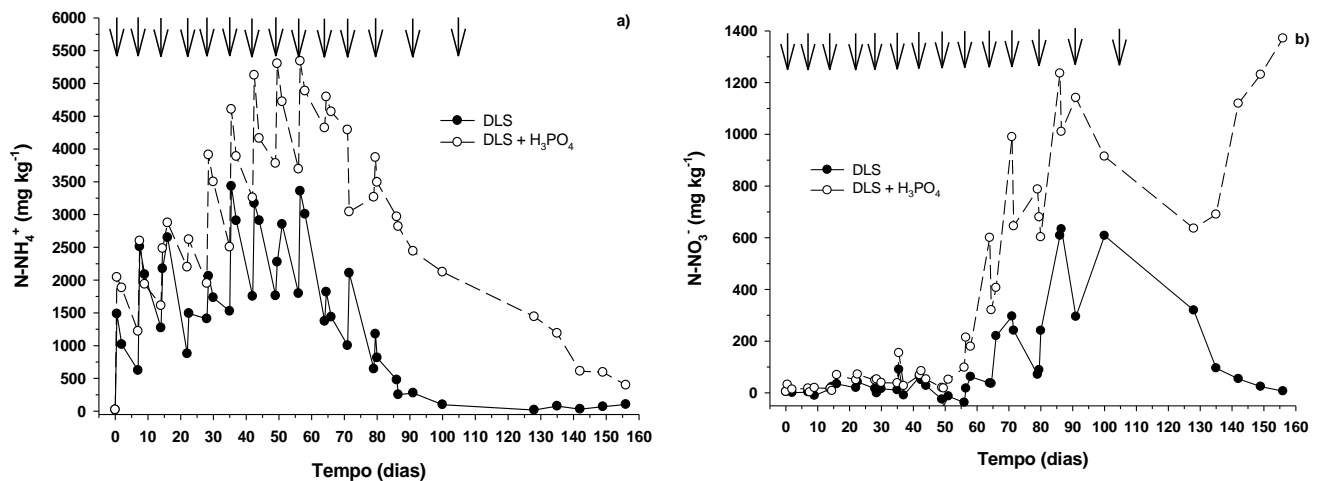 a)
6000
5500
5000
4500
4000
3500
3000
2500
2000
1500
1000
500
0
N-NH₄⁺ (mg kg⁻¹)
DLS
DLS + H₃PO₄
0 10 20 30 40 50 60 70 80 90 100 110 120 130 140 150 160
Tempo (dias)
b)
1400
1200
1000
800
600
400
200
0
N-NO₃⁻ (mg kg⁻¹)
DLS
DLS + H₃PO₄
0 10 20 30 40 50 60 70 80 90 100 110 120 130 140 150 160
Tempo (dias)